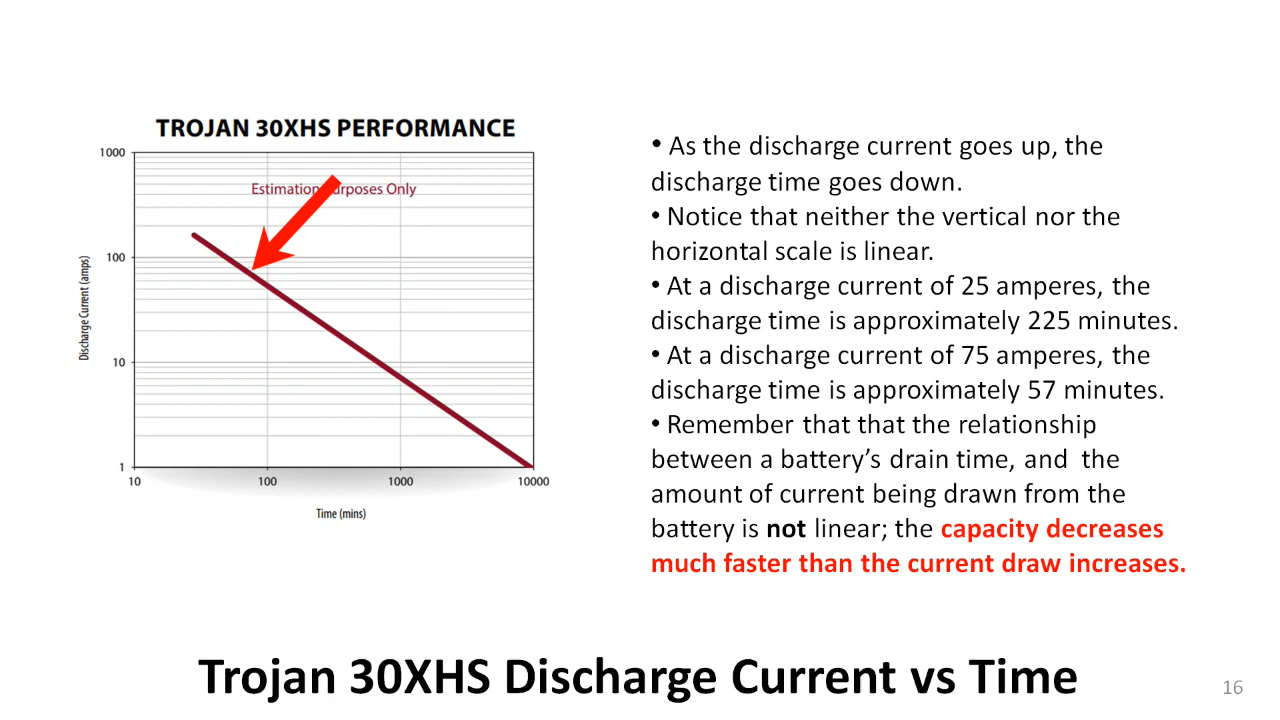 TROJAN 30XHS PERFORMANCE
1000
100
10
1
Estimation urposes Only
Discharge Current (amps)
10 100 1000 10000
Time (mins)
• As the discharge current goes up, the
discharge time goes down.
• Notice that neither the vertical nor the
horizontal scale is linear.
• At a discharge current of 25 amperes, the
discharge time is approximately 225 minutes.
• At a discharge current of 75 amperes, the
discharge time is approximately 57 minutes.
• Remember that that the relationship
between a battery’s drain time, and the
amount of current being drawn from the
battery is not linear; the capacity decreases
much faster than the current draw increases.
Trojan 30XHS Discharge Current vs Time
16